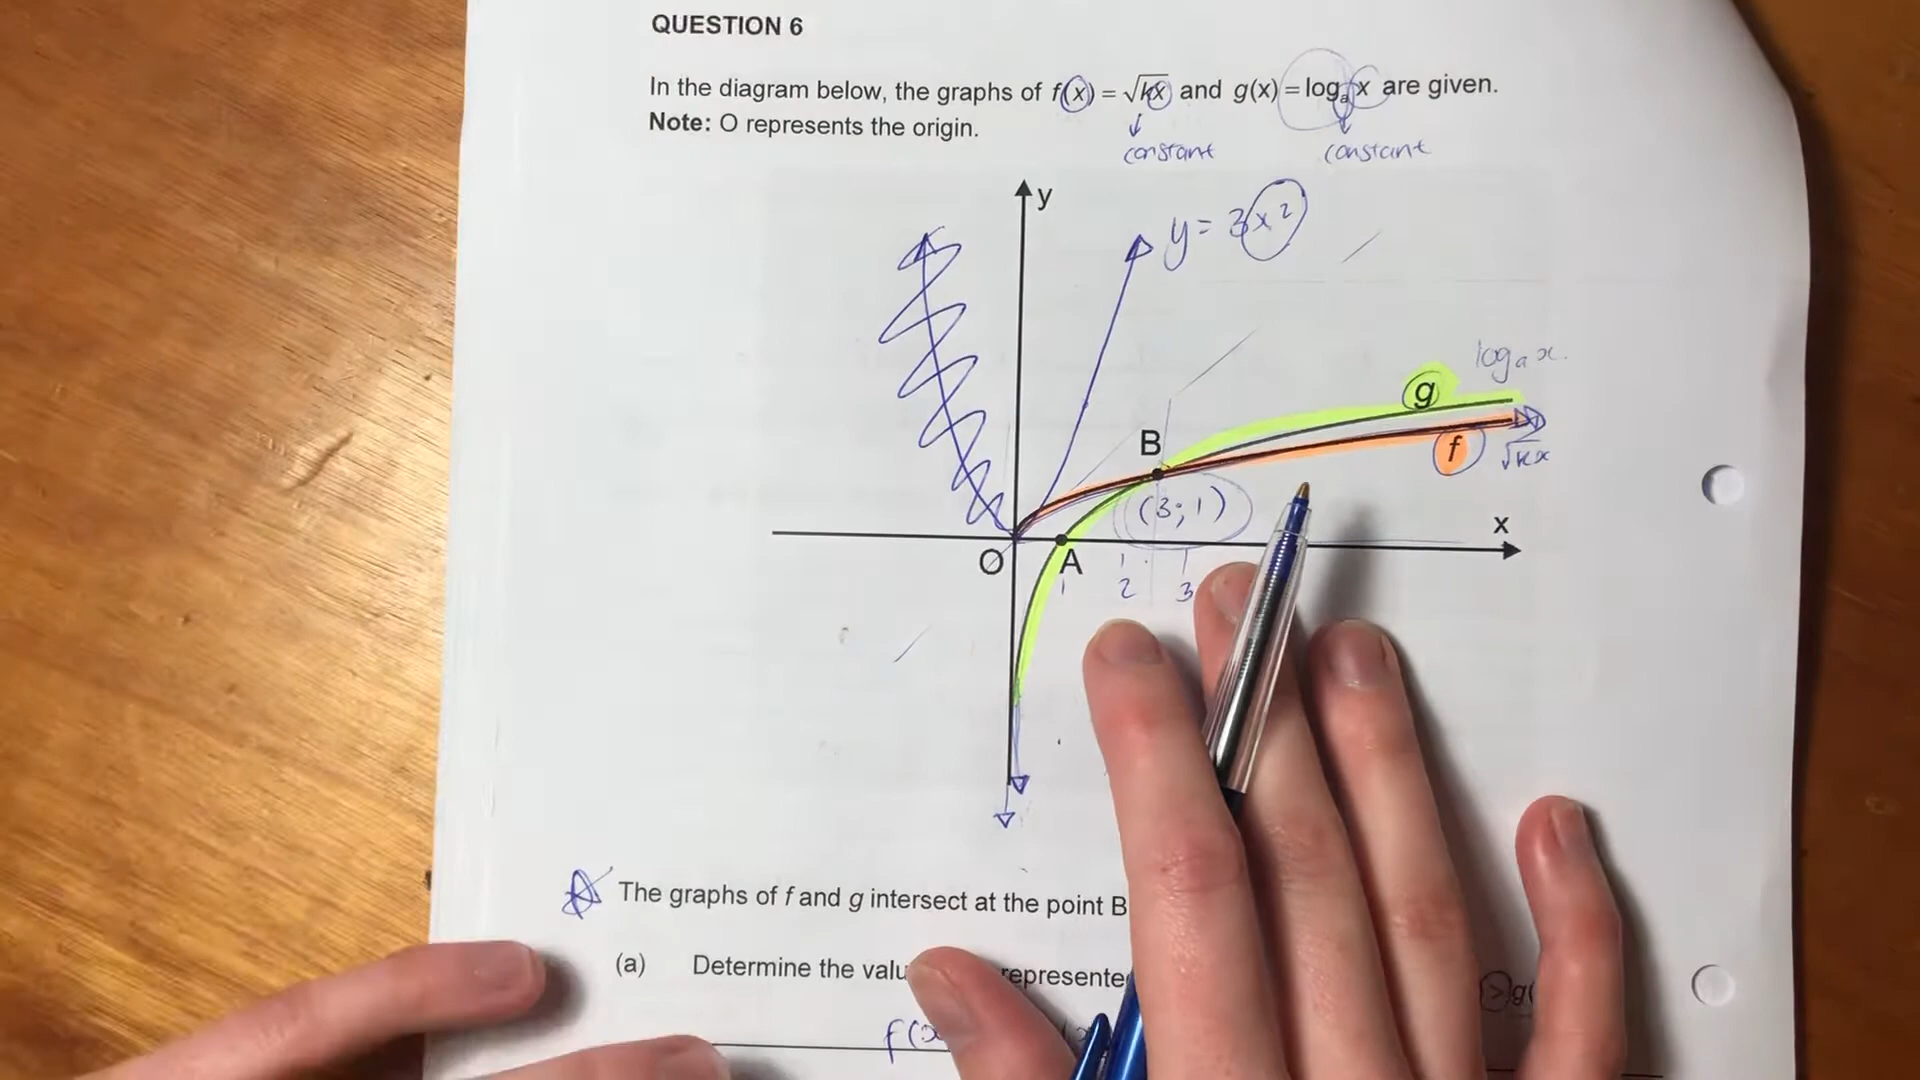 QUESTION 6
In the diagram below, the graphs of f(x) = √kx and g(x) = logₐ x are given.
Note: O represents the origin.
constant
constant
y
y = 3x²
logₐ x.
g
B
f
√kx
(3; 1)
x
O
A
1
2
3
The graphs of f and g intersect at the point B
(a) Determine the
> g(
f(x